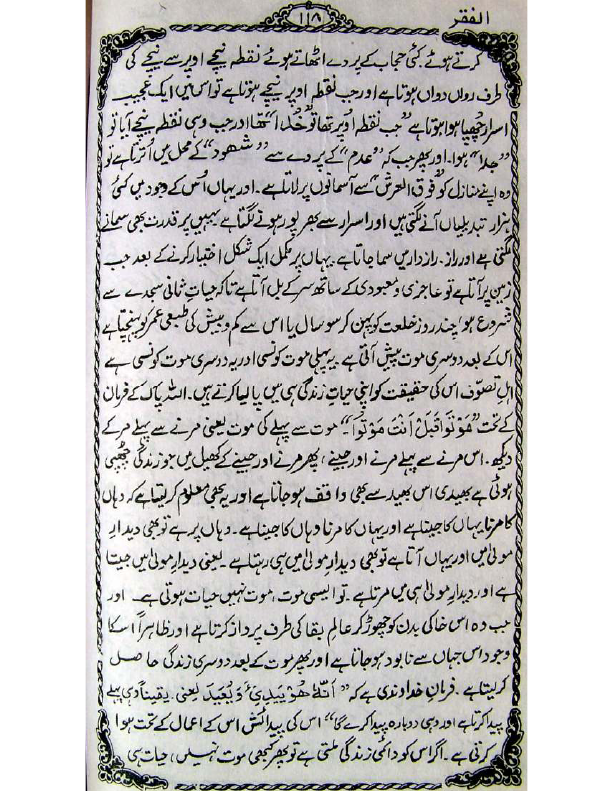 الفقر
۱۱۸
کرتے ہوئے کئی حجاب کے پردے اٹھاتے ہوئے نقطہ نیچے اوپر سے نیچے کی
طرف رواں دواں ہوتا ہے اور جب نقطہ اوپر نیچے ہوتا ہے تو اس میں ایک عجیب
اسرار چھپا ہوا ہوتا ہے "جب نقطہ اوپر تھا تو "خدا" تھا اور جب وہی نقطہ نیچے آیا تو
"جدا" ہوا۔ اور پھر جب کہ "عدم" کے پردے سے "شھود" کے محل میں اُترتا ہے تو
وہ اپنے منازل کو "فوق العرش" سے آسمانوں پر لاتا ہے۔ اور یہاں اُس کے وجود میں کئی
ہزار تبدیلیاں آنے لگتی ہیں اور اسرار سے بھرپور ہونے لگتا ہے یہیں پر قدرت بھی سمانے
لگتی ہے اور راز۔ رازداریں سما جاتا ہے۔ یہاں پر مکمل ایک شکل اختیار کرنے کے بعد جب
زمین پر آتا ہے تو عاجزی و معبودی کے ساتھ سر کے بل آتا ہے تاکہ حیاتِ ثانی سجدے سے
شروع ہو، چند روز خلعت کو پہن کر سو سال یا اس سے کم و بیش کی طبعی عمر کو پہنچتا ہے
اس کے بعد دوسری موت پیش آتی ہے۔ یہ پہلی موت کونسی اور یہ دوسری موت کونسی ہے
اہلِ تصوّف اس کی حقیقت کو اپنی حیاتِ زندگی ہی میں پا لیا کرتے ہیں۔ اللہ پاک کے فرمان
کے تحت "مُوْتُوْا قَبْلَ اَنْتَ مُوْتُوْا"۔ موت سے پہلے کی موت یعنی مرنے سے پہلے مر کے
دیکھ۔ اس مرنے سے پہلے مرنے اور جینے، پھر مرنے اور جینے کے کھیل میں جو زندگی چھپی
ہوئی ہے بھیدی اس بھید سے بھی واقف ہو جاتا ہے اور یہ بھی معلوم کر لیتا ہے کہ وہاں
کا مرنا یہاں کا جینا ہے اور یہاں کا مرنا وہاں کا جینا ہے۔ وہاں پر ہے تو بھی دیدارِ
مولیٰ میں اور یہاں آتا ہے تو بھی دیدارِ مولیٰ میں ہی رہتا ہے۔ یعنی دیدارِ مولیٰ میں جیتا
ہے اور دیدارِ مولیٰ ہی میں مرتا ہے۔ تو ایسی موت، موت نہیں حیات ہوتی ہے۔ اور
جب وہ اس خاکی بدن کو چھوڑ کر عالمِ بقا کی طرف پرواز کرتا ہے اور ظاہراً اسکا
وجود اس جہاں سے نابود ہو جاتا ہے اور پھر موت کے بعد دوسری زندگی حاصل
کر لیتا ہے۔ فرمانِ خداوندی ہے کہ "اِنَّهٗ هُوَ يُبْدِئُ وَ يُعِيْدُ یعنی۔ یقیناً وہی پہلے
پیدا کرتا ہے اور وہی دوبارہ پیدا کرے گا" اس کی پیدائش اس کے اعمال کے تحت ہوا
کرتی ہے۔ اگر اس کو دائمی زندگی ملتی ہے تو پھر کبھی موت نہیں، حیات ہی